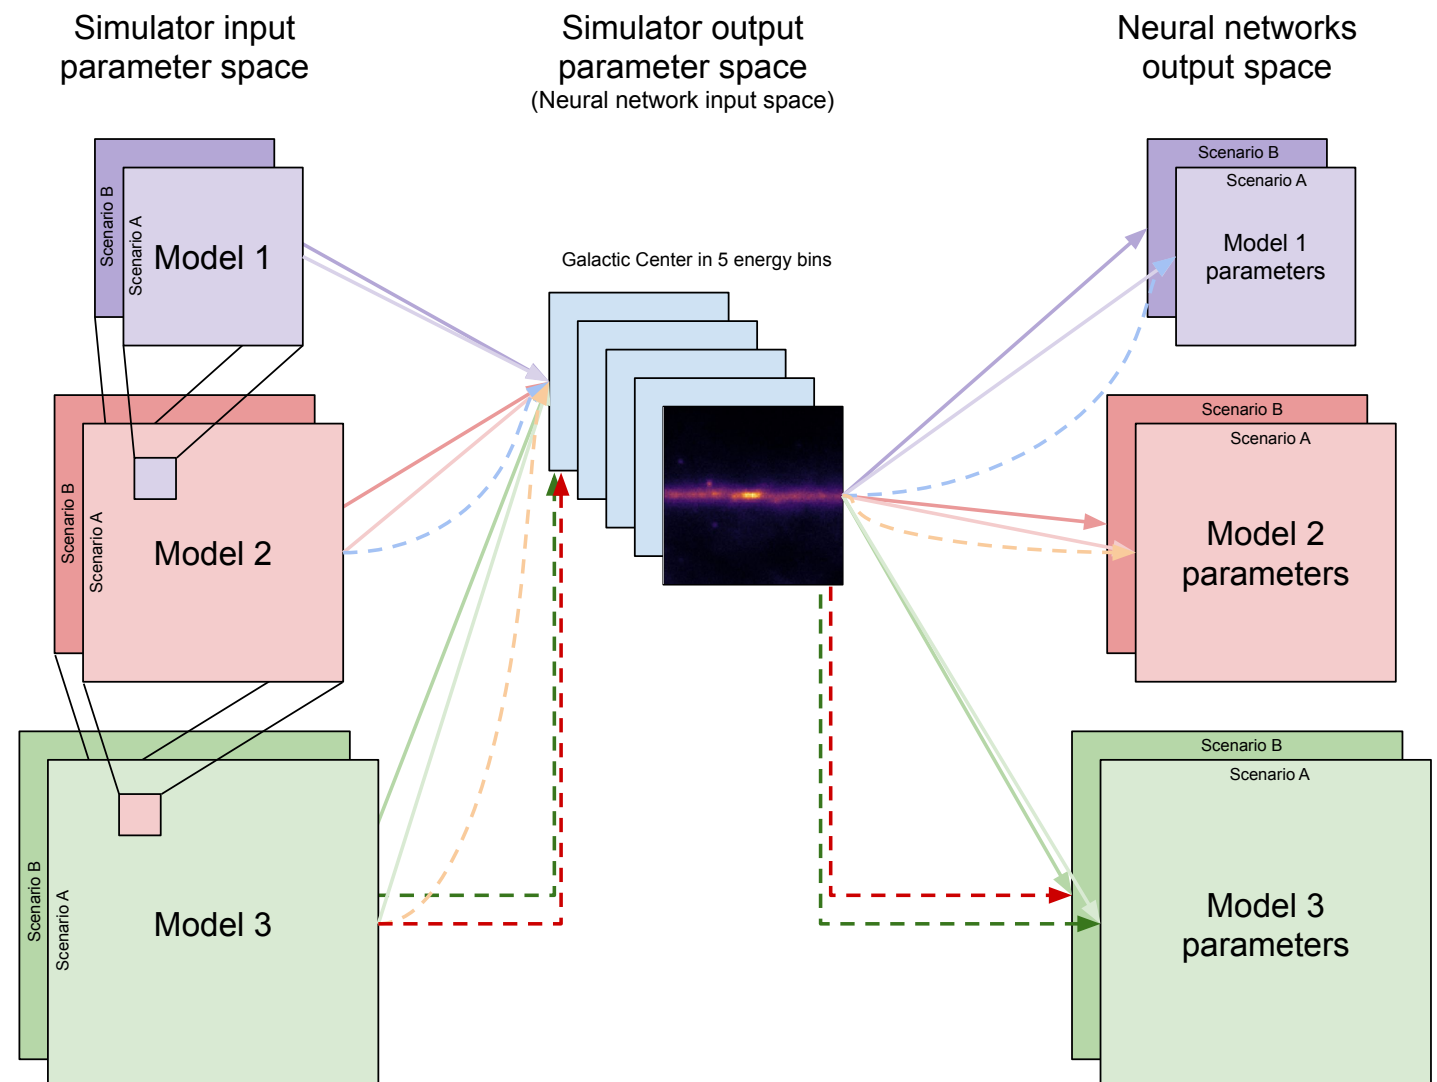 Simulator input
parameter space
Simulator output
parameter space
(Neural network input space)
Neural networks
output space
Scenario B
Scenario A
Model 1
Scenario B
Scenario A
Model 2
Scenario B
Scenario A
Model 3
Galactic Center in 5 energy bins
Scenario B
Scenario A
Model 1
parameters
Scenario B
Scenario A
Model 2
parameters
Scenario B
Scenario A
Model 3
parameters